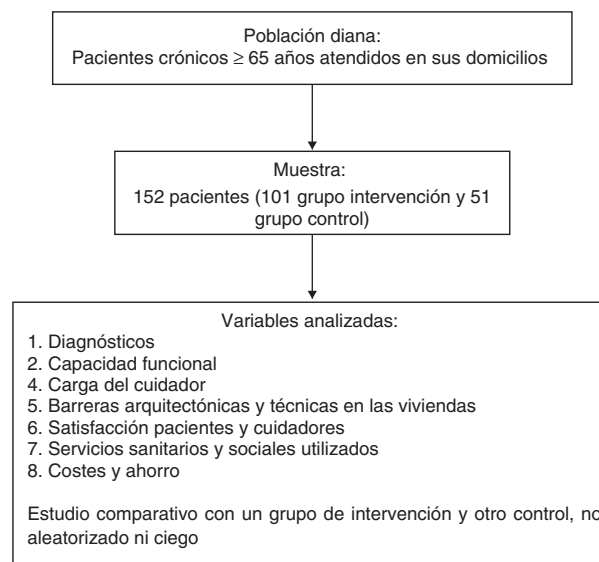 Población diana:
Pacientes crónicos ≥ 65 años atendidos en sus domicilios
Muestra:
152 pacientes (101 grupo intervención y 51
grupo control)
Variables analizadas:
1. Diagnósticos
2. Capacidad funcional
4. Carga del cuidador
5. Barreras arquitectónicas y técnicas en las viviendas
6. Satisfacción pacientes y cuidadores
7. Servicios sanitarios y sociales utilizados
8. Costes y ahorro
Estudio comparativo con un grupo de intervención y otro control, no
aleatorizado ni ciego